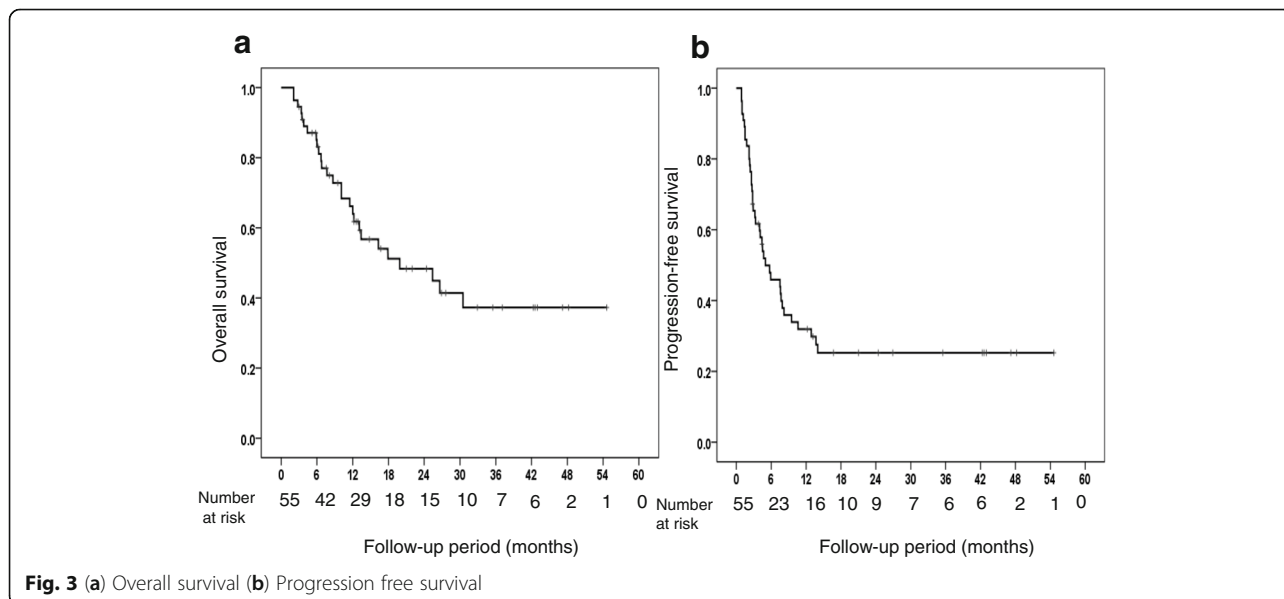 a
Overall survival
1.0
0.8
0.6
0.4
0.2
0.0
0 6 12 18 24 30 36 42 48 54 60
Number at risk
55 42 29 18 15 10 7 6 2 1 0
Follow-up period (months)
b
Progression-free survival
1.0
0.8
0.6
0.4
0.2
0.0
0 6 12 18 24 30 36 42 48 54 60
Number at risk
55 23 16 10 9 7 6 6 2 1 0
Follow-up period (months)
Fig. 3 (a) Overall survival (b) Progression free survival